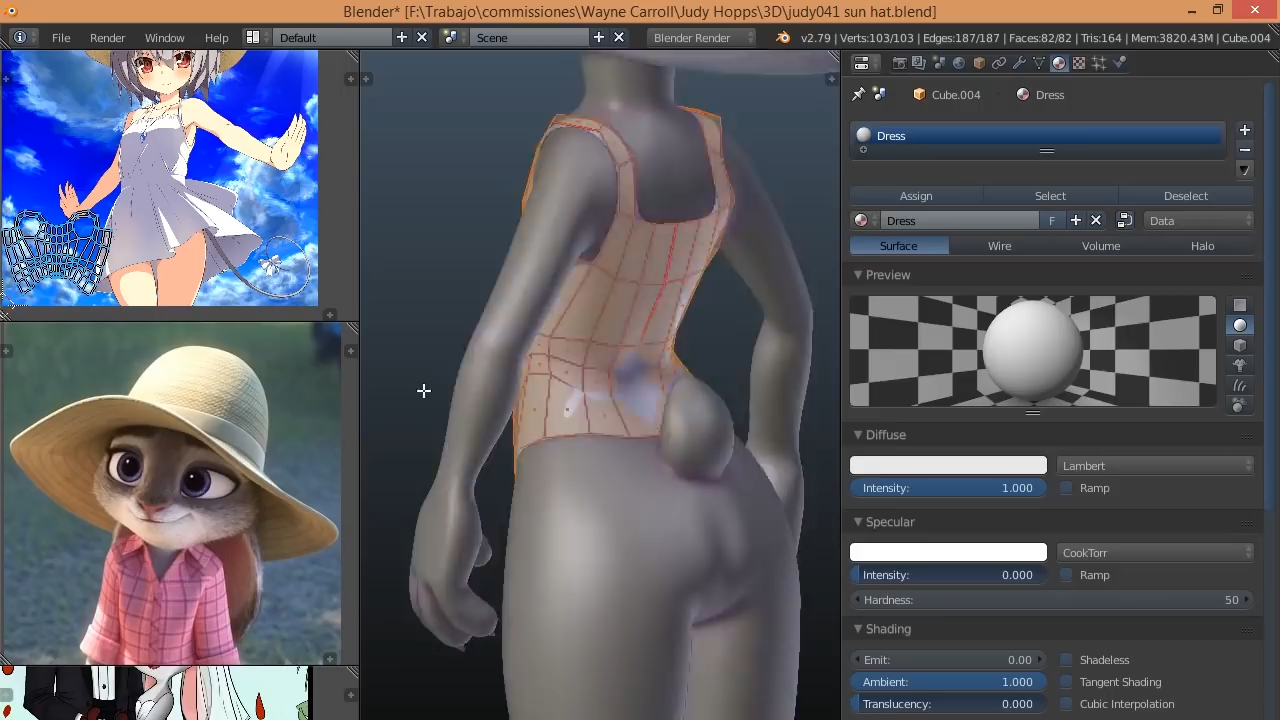 Blender* [F:\Trabajo\commissiones\Wayne Carroll\Judy Hopps\3D\judy041 sun hat.blend]
File Render Window Help Default Scene Blender Render v2.79 | Verts:103/103 | Edges:187/187 | Faces:82/82 | Tris:164 | Mem:3820.43M | Cube.004
Cube.004 Dress
Dress
Assign Select Deselect
Dress F Data
Surface Wire Volume Halo
Preview
Diffuse
Lambert
Intensity: 1.000 Ramp
Specular
CookTorr
Intensity: 0.000 Ramp
Hardness: 50
Shading
Emit: 0.00 Shadeless
Ambient: 1.000 Tangent Shading
Translucency: 0.000 Cubic Interpolation